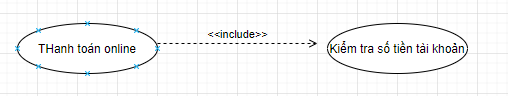 <<include>>
THanh toán online
Kiểm tra số tiền tài khoản